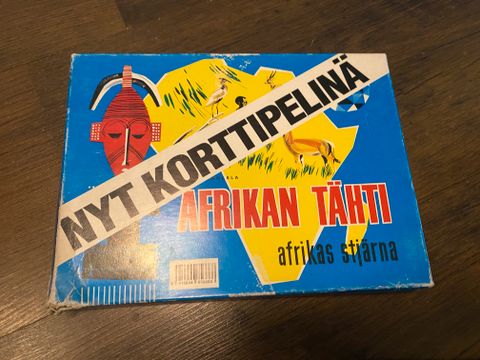 NYT KORTTIPELINÄ
AFRIKAN TÄHTI
afrikas stjärna